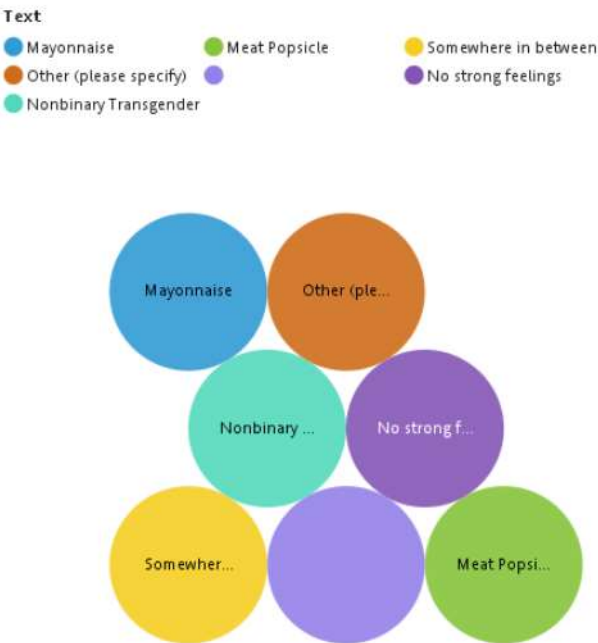 Text
Mayonnaise Meat Popsicle Somewhere in between
Other (please specify) No strong feelings
Nonbinary Transgender
Mayonnaise Other (ple...
Nonbinary ... No strong f...
Somewher... Meat Popsi...